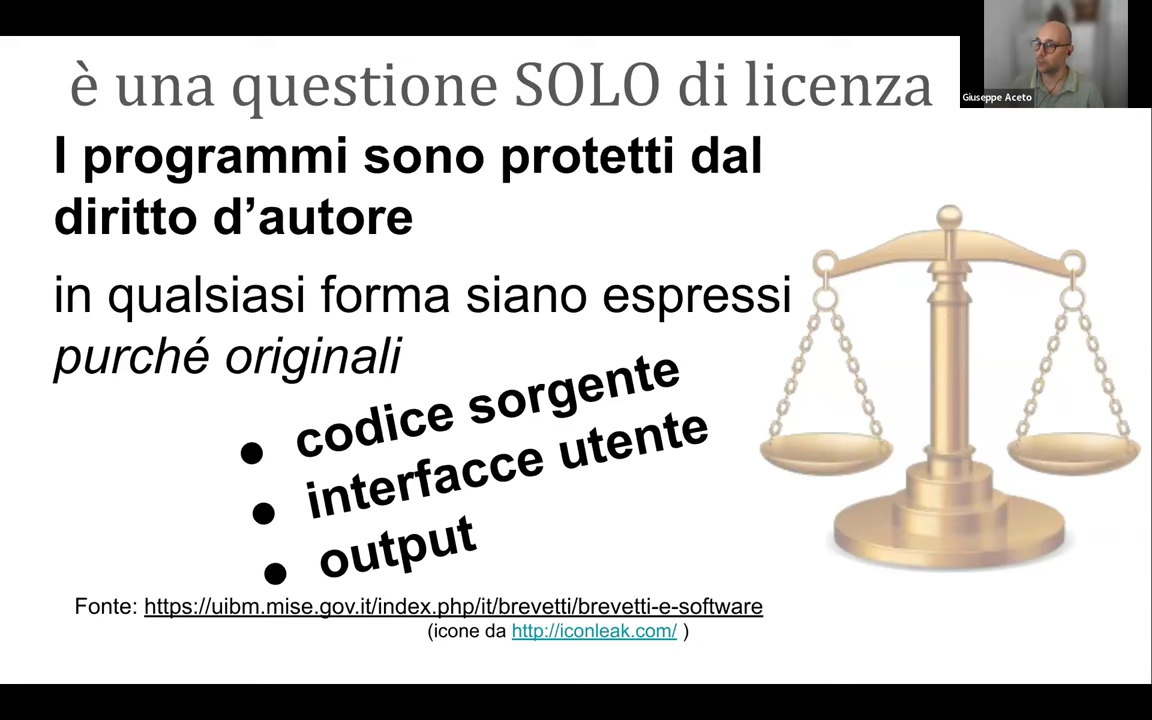 è una questione SOLO di licenza
Giuseppe Aceto
I programmi sono protetti dal
diritto d’autore
in qualsiasi forma siano espressi
purché originali
● codice sorgente
● interfacce utente
● output
Fonte: https://uibm.mise.gov.it/index.php/it/brevetti/brevetti-e-software
(icone da http://iconleak.com/ )